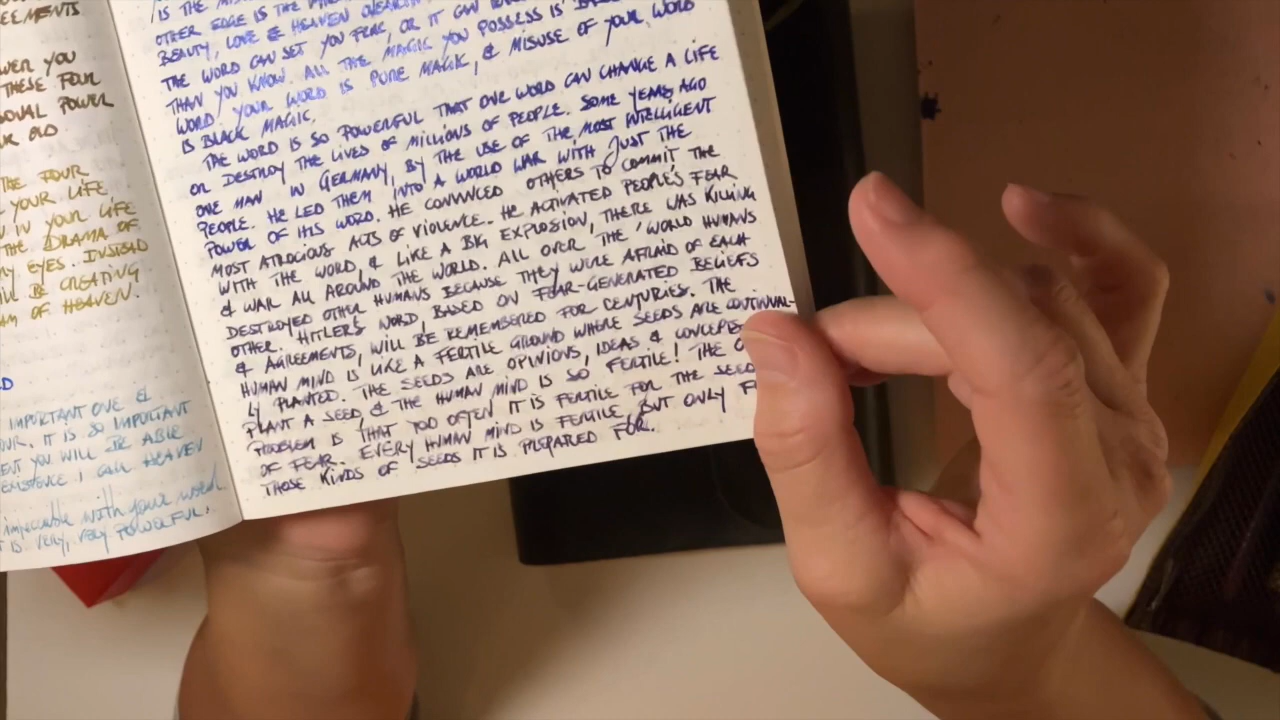 EEMENTS
WER YOU
THESE FOUR
SONAL POWER
OLD
THE FOUR
YOUR LIFE
IN YOUR LIFE
THE DRAMA OF
RY EYES. INSTEAD
ILL BE CREATING
AM OF HEAVEN.
D
IMPORTANT ONE &
OUR. IT IS SO IMPORTANT
ENT YOU WILL BE ABLE
EXISTENCE I CALL HEAVEN
impeccable with your word
T IS VERY, VERY POWERFUL.
IS THE
OTHER EDGE IS THE
BEAUTY, LOVE & HEAVEN
THE WORD CAN SET YOU FREE, OR IT CAN
THAN YOU KNOW. ALL THE MAGIC YOU POSSESS IS
WORD. YOUR WORD IS PURE MAGIC, & MISUSE OF YOUR WORD
IS BLACK MAGIC.
THE WORD IS SO POWERFUL THAT ONE WORD CAN CHANGE A LIFE
OR DESTROY THE LIVES OF MILLIONS OF PEOPLE. SOME YEARS AGO
ONE MAN IN GERMANY, BY THE USE OF THE MOST INTELLIGENT
PEOPLE. HE LED THEM INTO A WORLD WAR WITH JUST THE
POWER OF HIS WORD. HE CONVINCED OTHERS TO COMMIT THE
MOST ATROCIOUS ACTS OF VIOLENCE. HE ACTIVATED PEOPLE'S FEAR
WITH THE WORD, & LIKE A BIG EXPLOSION, THERE WAS KILLING
& WAR ALL AROUND THE WORLD. ALL OVER THE WORLD HUMANS
DESTROYED OTHER HUMANS BECAUSE THEY WERE AFRAID OF EACH
OTHER. HITLER'S WORD, BASED ON FEAR-GENERATED BELIEFS
& AGREEMENTS, WILL BE REMEMBERED FOR CENTURIES. THE
HUMAN MIND IS LIKE A FERTILE GROUND WHERE SEEDS ARE CONTINUAL-
LY PLANTED. THE SEEDS ARE OPINIONS, IDEAS & CONCEPTS
PLANT A SEED & THE HUMAN MIND IS SO FERTILE! THE
PROBLEM IS THAT TOO OFTEN IT IS FERTILE FOR THE SEED
OF FEAR. EVERY HUMAN MIND IS FERTILE BUT ONLY F
THOSE KINDS OF SEEDS IT IS PREPARED FOR.